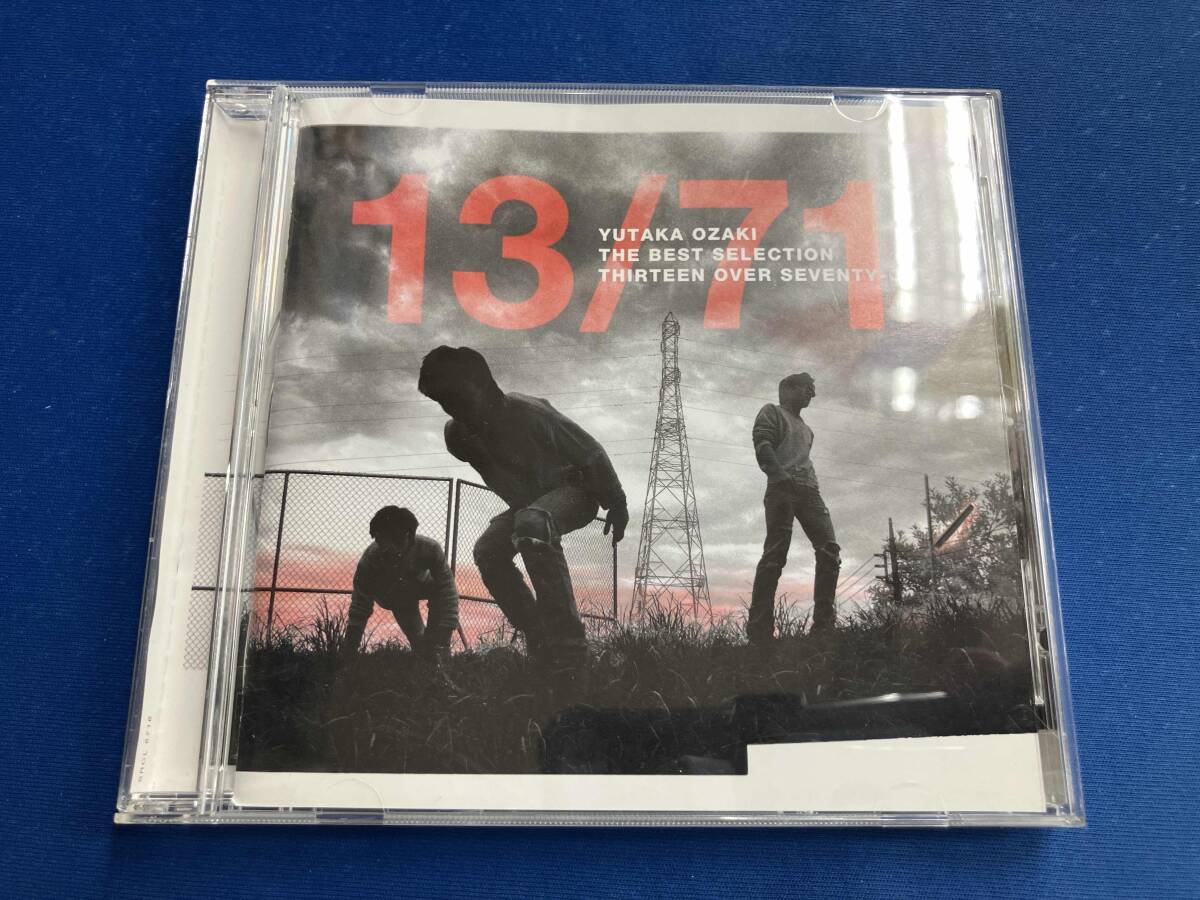 13/71
YUTAKA OZAKI
THE BEST SELECTION
THIRTEEN OVER SEVENTY-